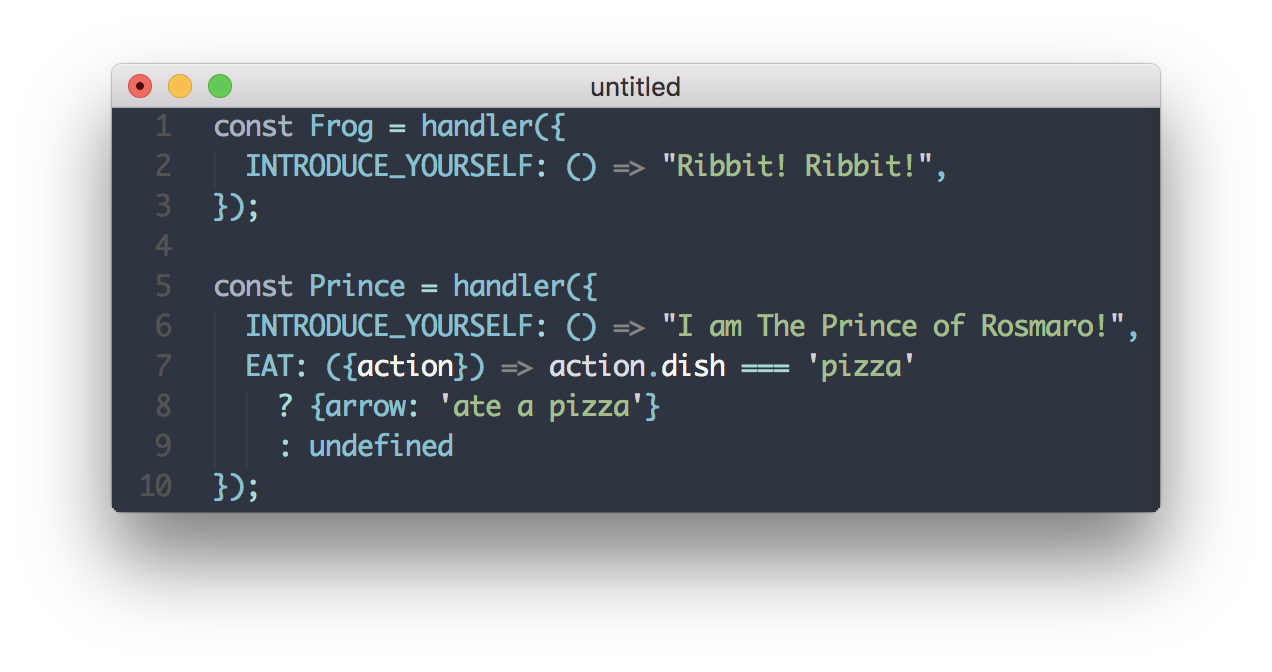 untitled
1 const Frog = handler({
2   INTRODUCE_YOURSELF: () => "Ribbit! Ribbit!",
3 });
4
5 const Prince = handler({
6   INTRODUCE_YOURSELF: () => "I am The Prince of Rosmaro!",
7   EAT: ({action}) => action.dish === 'pizza'
8     ? {arrow: 'ate a pizza'}
9     : undefined
10 });